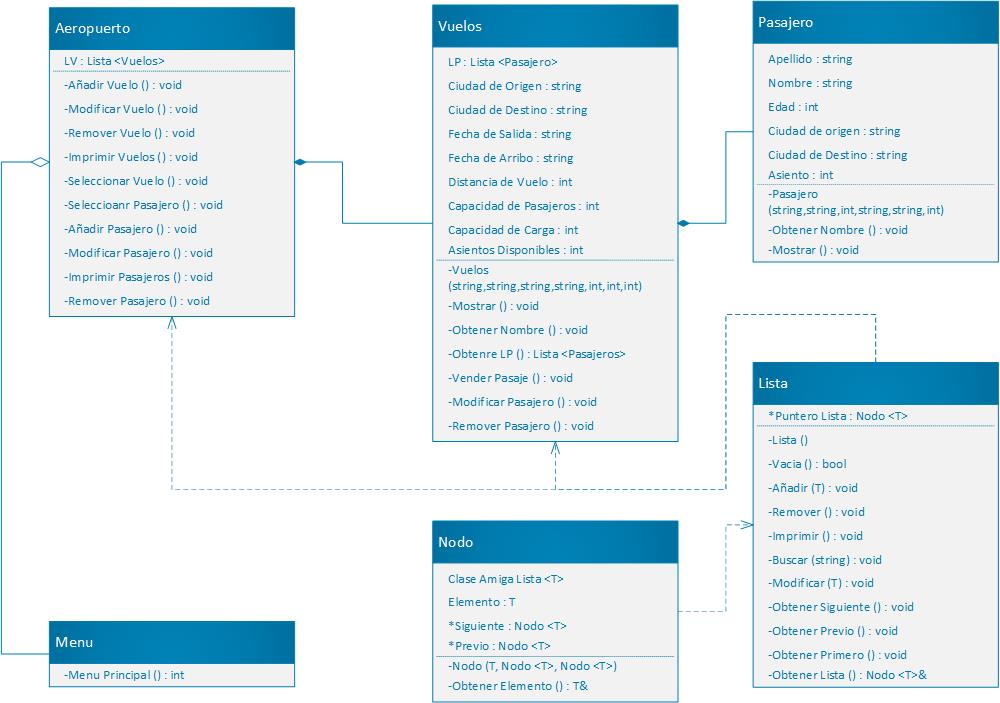 Aeropuerto
LV : Lista <Vuelos>
-Añadir Vuelo () : void
-Modificar Vuelo () : void
-Remover Vuelo () : void
-Imprimir Vuelos () : void
-Seleccionar Vuelo () : void
-Seleccioanr Pasajero () : void
-Añadir Pasajero () : void
-Modificar Pasajero () : void
-Imprimir Pasajeros () : void
-Remover Pasajero () : void
Vuelos
LP : Lista <Pasajero>
Ciudad de Origen : string
Ciudad de Destino : string
Fecha de Salida : string
Fecha de Arribo : string
Distancia de Vuelo : int
Capacidad de Pasajeros : int
Capacidad de Carga : int
Asientos Disponibles : int
-Vuelos
(string,string,string,string,int,int,int)
-Mostrar () : void
-Obtener Nombre () : void
-Obtenre LP () : Lista <Pasajeros>
-Vender Pasaje () : void
-Modificar Pasajero () : void
-Remover Pasajero () : void
Pasajero
Apellido : string
Nombre : string
Edad : int
Ciudad de origen : string
Ciudad de Destino : string
Asiento : int
-Pasajero
(string,string,int,string,string,int)
-Obtener Nombre () : void
-Mostrar () : void
Lista
*Puntero Lista : Nodo <T>
-Lista ()
-Vacia () : bool
-Añadir (T) : void
-Remover () : void
-Imprimir () : void
-Buscar (string) : void
-Modificar (T) : void
-Obtener Siguiente () : void
-Obtener Previo () : void
-Obtener Primero () : void
-Obtener Lista () : Nodo <T>&
Nodo
Clase Amiga Lista <T>
Elemento : T
*Siguiente : Nodo <T>
*Previo : Nodo <T>
-Nodo (T, Nodo <T>, Nodo <T>)
-Obtener Elemento () : T&
Menu
-Menu Principal () : int